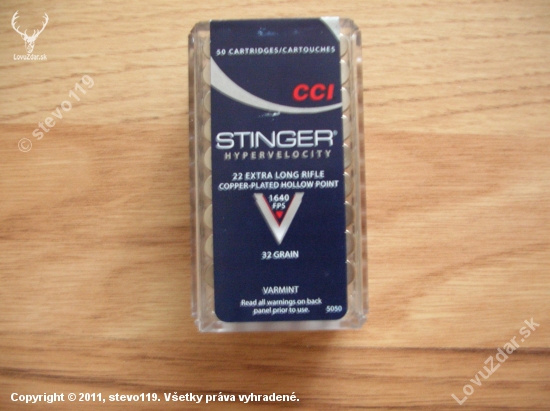 LovuZdar.sk
© stevo119
50 CARTRIDGES/CARTOUCHES
CCI
STINGER®
HYPERVELOCITY
22 EXTRA LONG RIFLE
COPPER-PLATED HOLLOW POINT
1640
FPS
32 GRAIN
VARMINT
Read all warnings on back
panel prior to use.
5050
LovuZdar.sk
Copyright © 2011, stevo119. Všetky práva vyhradené.